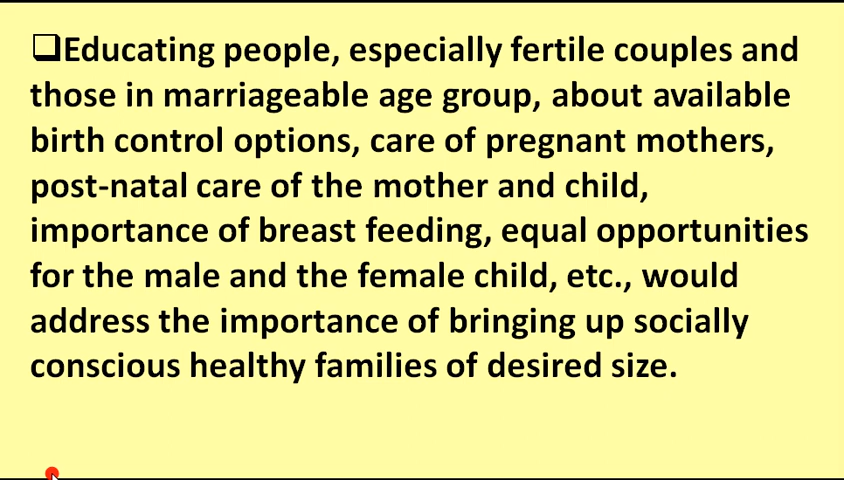 ❑Educating people, especially fertile couples and
those in marriageable age group, about available
birth control options, care of pregnant mothers,
post-natal care of the mother and child,
importance of breast feeding, equal opportunities
for the male and the female child, etc., would
address the importance of bringing up socially
conscious healthy families of desired size.